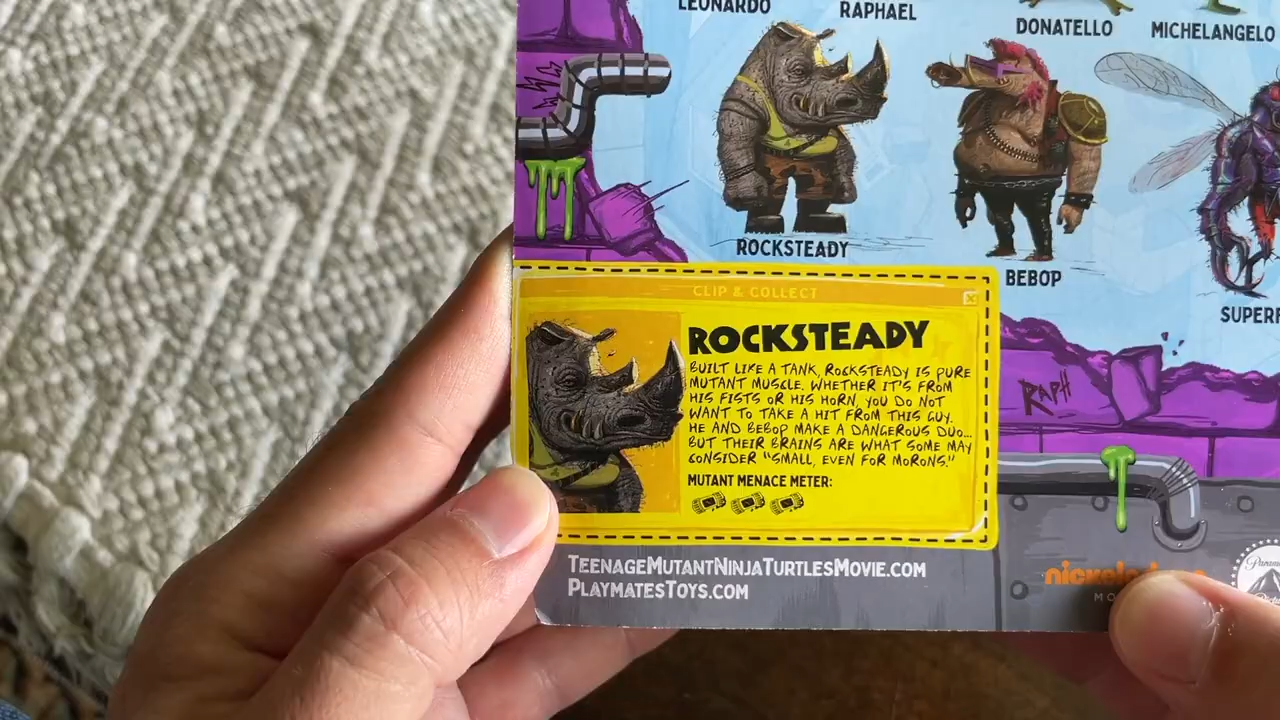 LEONARDO
RAPHAEL
DONATELLO
MICHELANGELO
ROCKSTEADY
BEBOP
CLIP & COLLECT
ROCKSTEADY
BUILT LIKE A TANK, ROCKSTEADY IS PURE
MUTANT MUSCLE. WHETHER IT'S FROM
HIS FISTS OR HIS HORN, YOU DO NOT
WANT TO TAKE A HIT FROM THIS GUY.
HE AND BEBOP MAKE A DANGEROUS DUO...
BUT THEIR BRAINS ARE WHAT SOME MAY
CONSIDER "SMALL, EVEN FOR MORONS."
MUTANT MENACE METER:
RAPH
TEENAGEMUTANTNINJATURTLESMOVIE.COM
PLAYMATESTOYS.COM